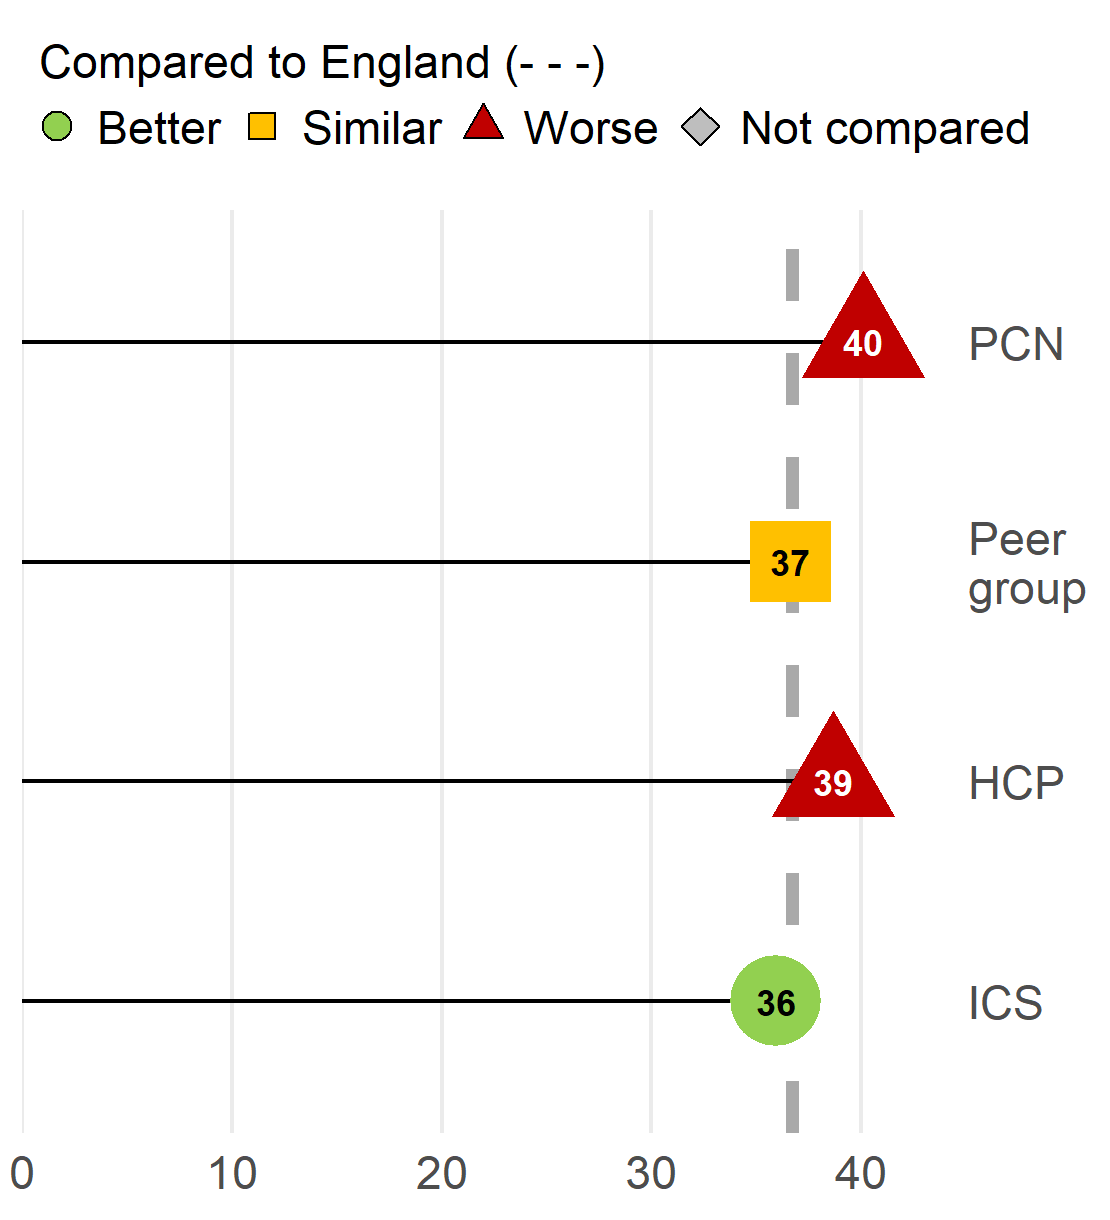 Compared to England (- - -)
Better Similar Worse Not compared
40 PCN
37 Peer
group
39 HCP
36 ICS
0 10 20 30 40